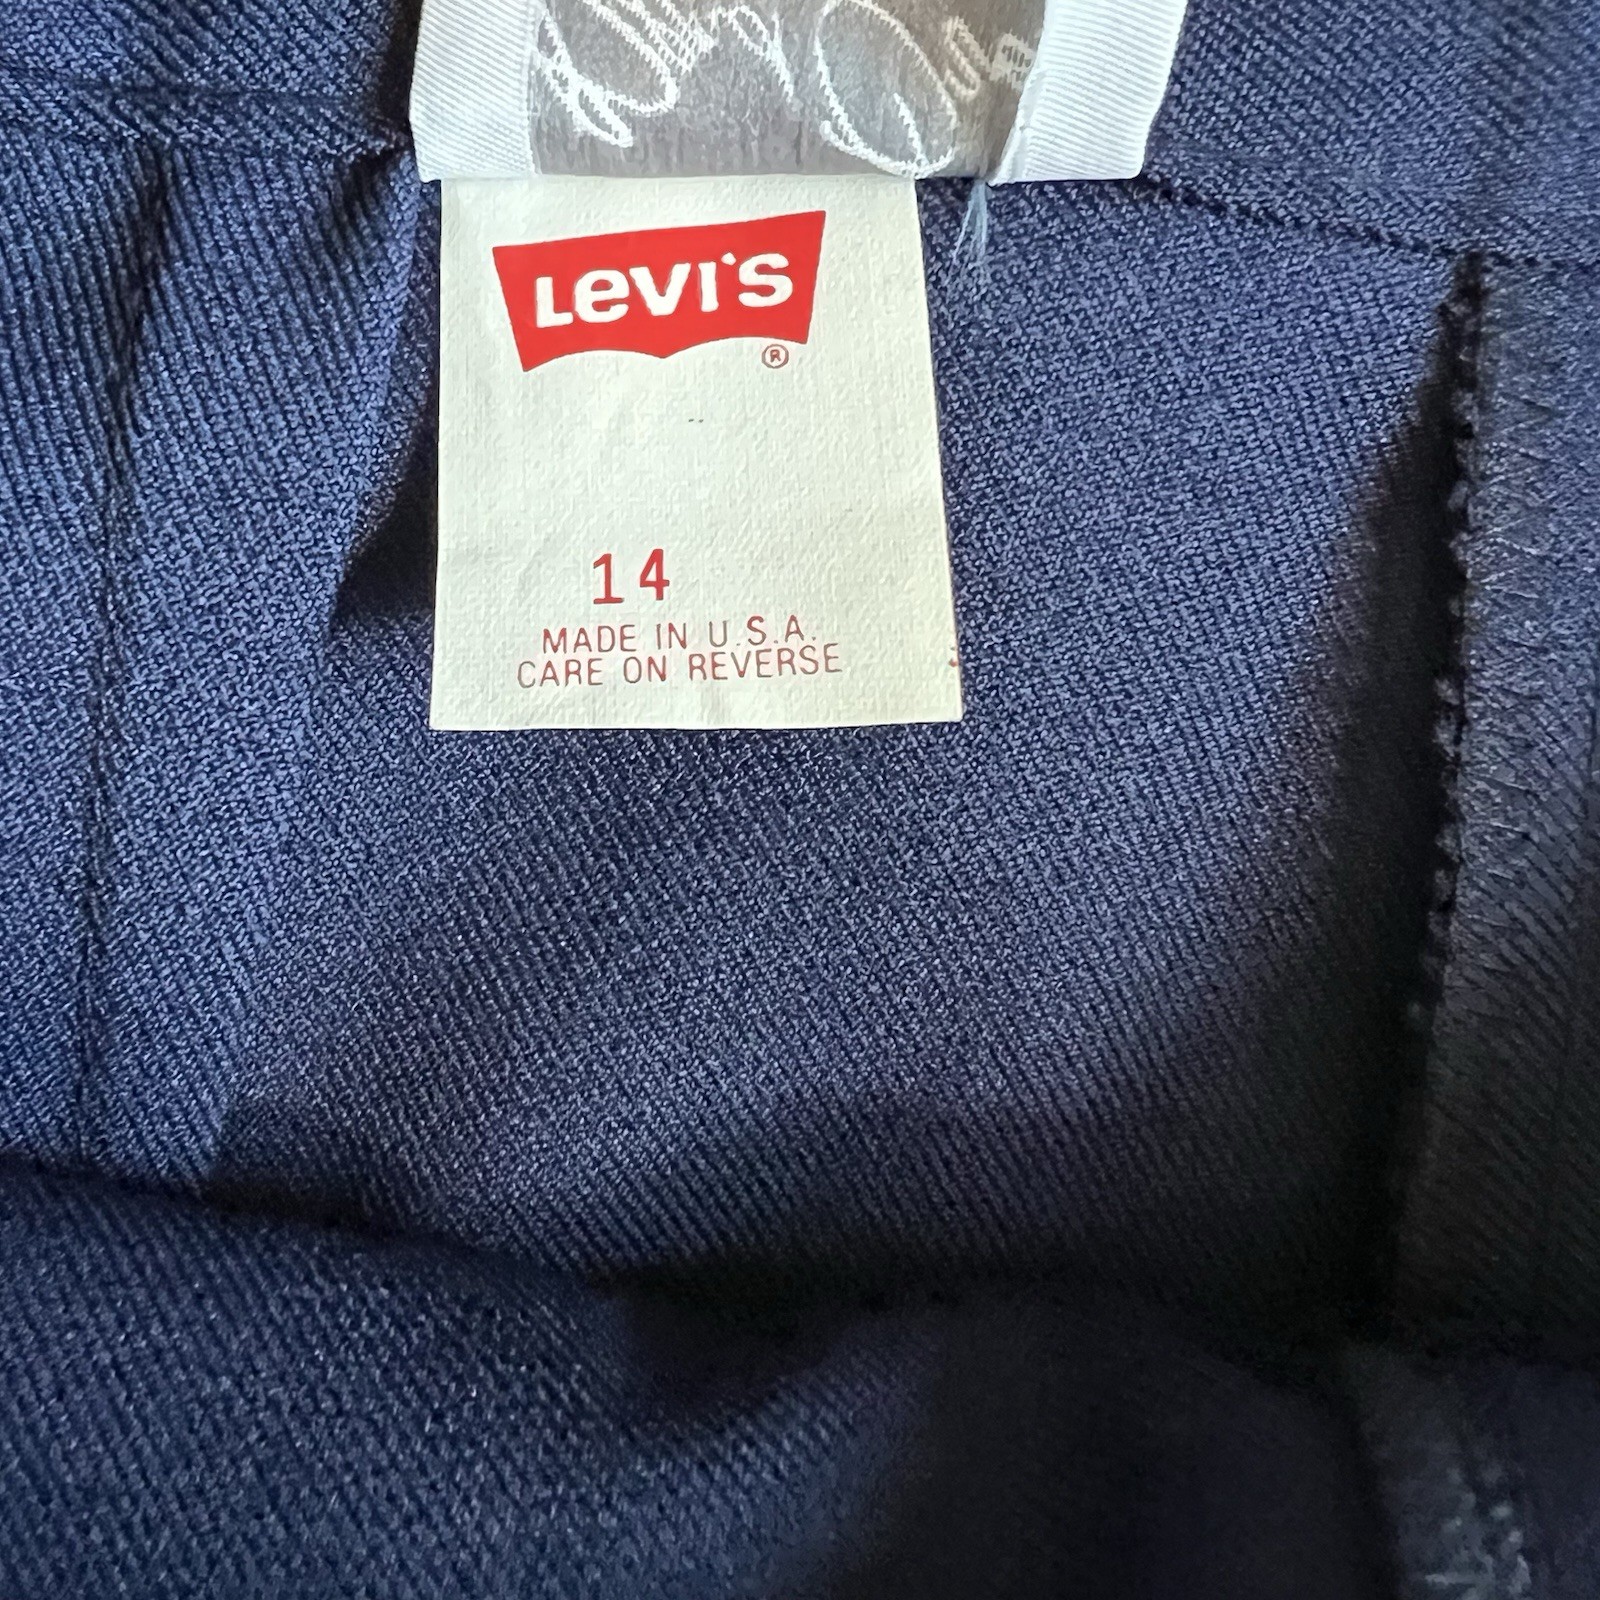 Levi's
®
14
MADE IN U.S.A.
CARE ON REVERSE